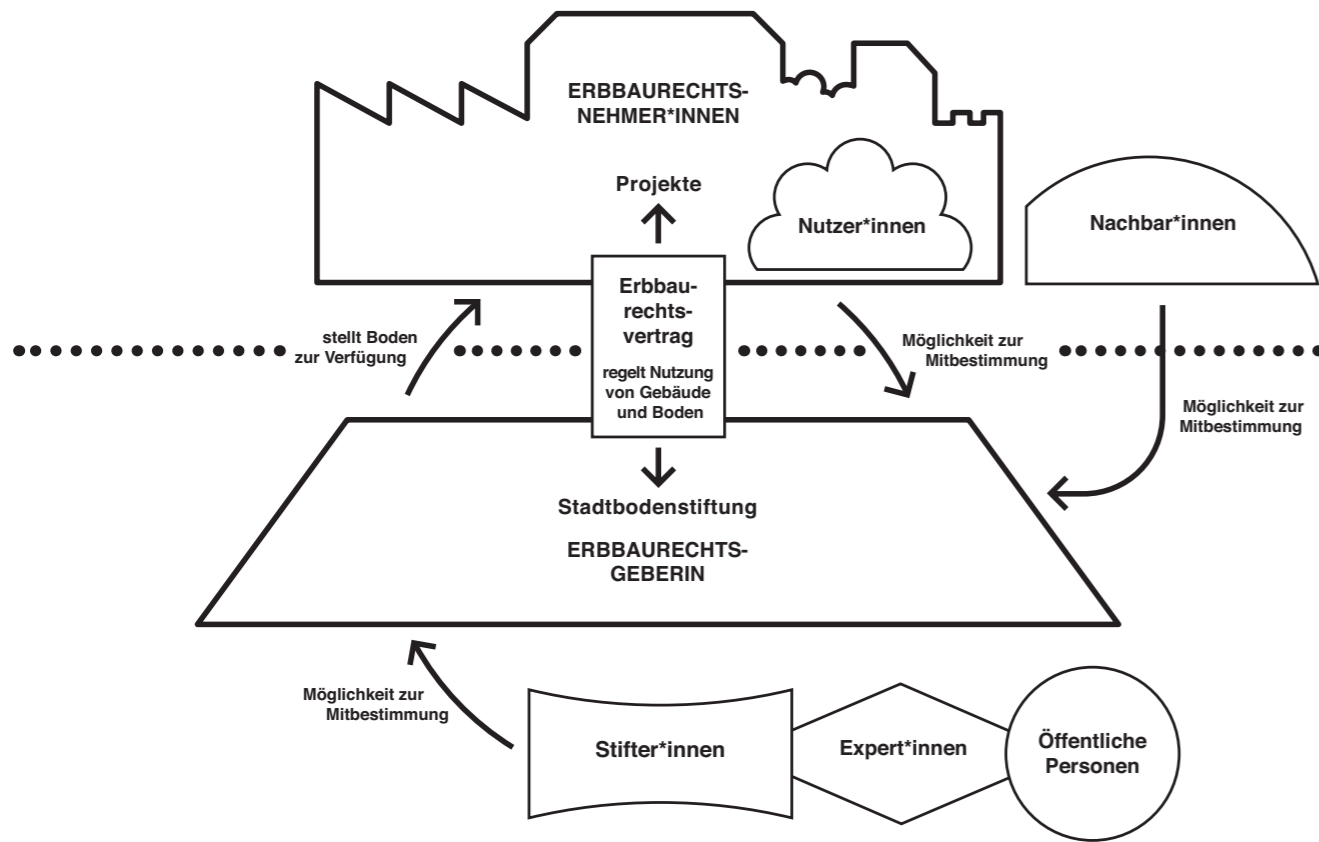 ERBBAURECHTS-
NEHMER*INNEN
Projekte
Nutzer*innen
Nachbar*innen
Erbbau-
rechts-
vertrag
regelt Nutzung
von Gebäude
und Boden
stellt Boden
zur Verfügung
Möglichkeit zur
Mitbestimmung
Möglichkeit zur
Mitbestimmung
Stadtbodenstiftung
ERBBAURECHTS-
GEBERIN
Möglichkeit zur
Mitbestimmung
Stifter*innen
Expert*innen
Öffentliche
Personen